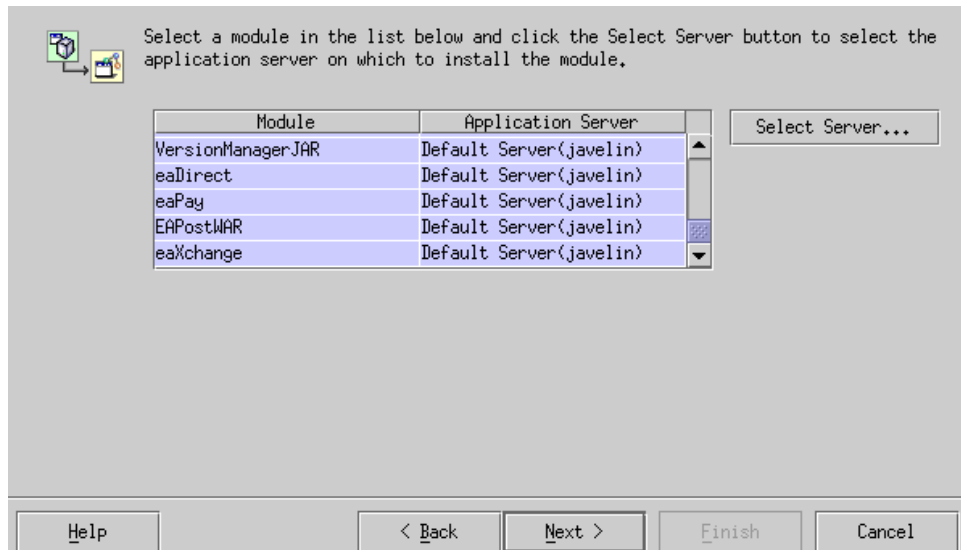 Select a module in the list below and click the Select Server button to select the
application server on which to install the module.
Module Application Server
Select Server...
VersionManagerJAR Default Server(javelin)
eaDirect Default Server(javelin)
eaPay Default Server(javelin)
EAPostWAR Default Server(javelin)
eaXchange Default Server(javelin)
Help < Back Next > Finish Cancel